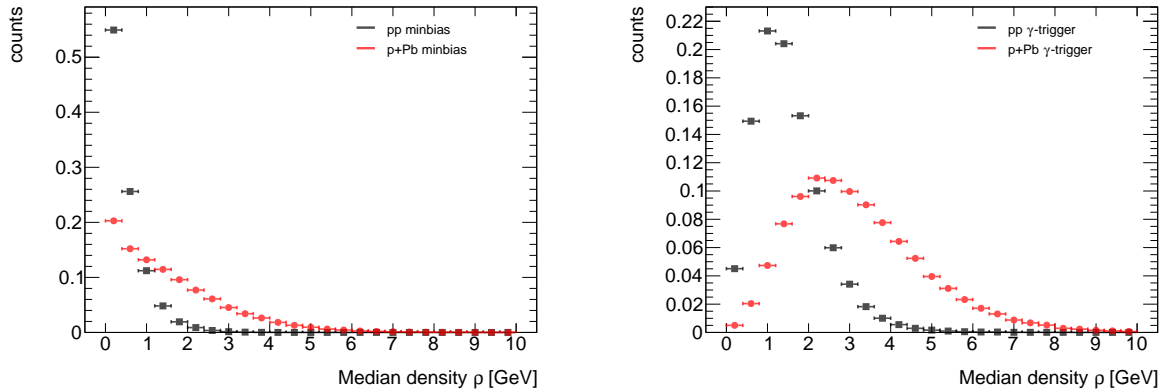 counts
0.5
0.4
0.3
0.2
0.1
0
pp minbias
p+Pb minbias
0 1 2 3 4 5 6 7 8 9 10
Median density ρ [GeV]
counts
0.22
0.2
0.18
0.16
0.14
0.12
0.1
0.08
0.06
0.04
0.02
0
pp γ-trigger
p+Pb γ-trigger
0 1 2 3 4 5 6 7 8 9 10
Median density ρ [GeV]